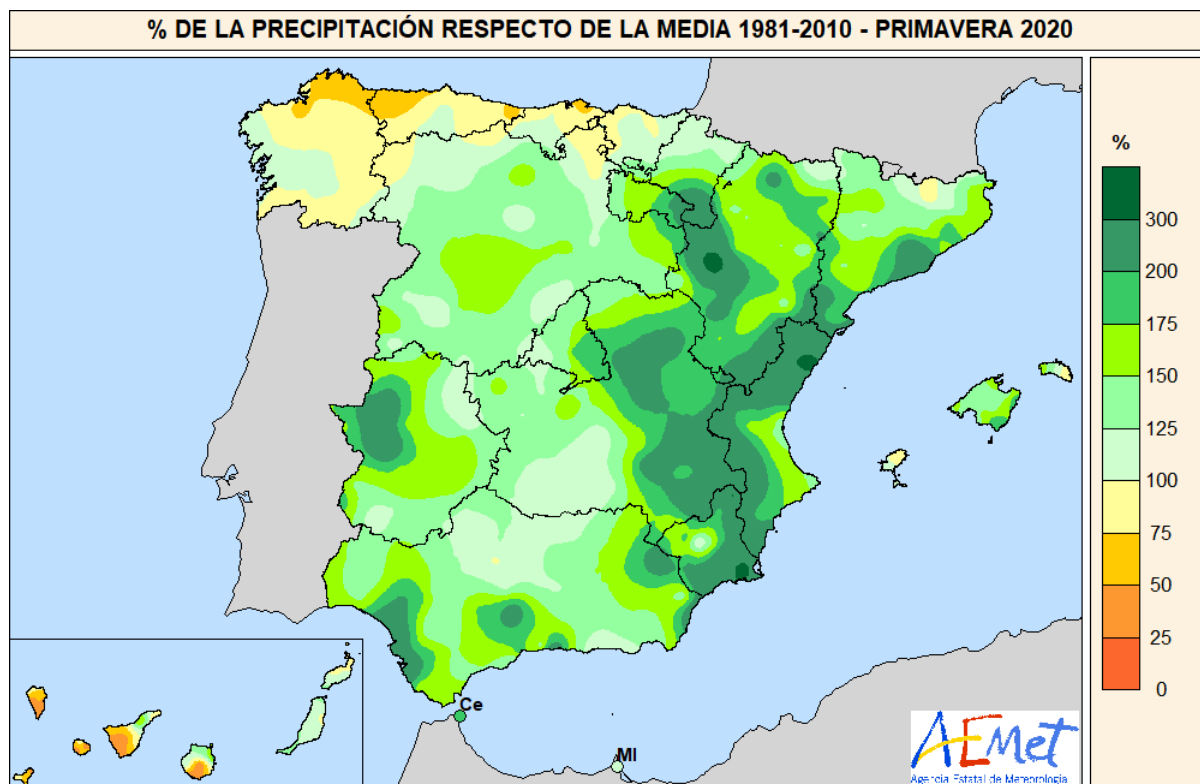 % DE LA PRECIPITACIÓN RESPECTO DE LA MEDIA 1981-2010 - PRIMAVERA 2020
%
300
200
175
150
125
100
75
50
25
0
Ce
Ml
AEMet
Agencia Estatal de Meteorología